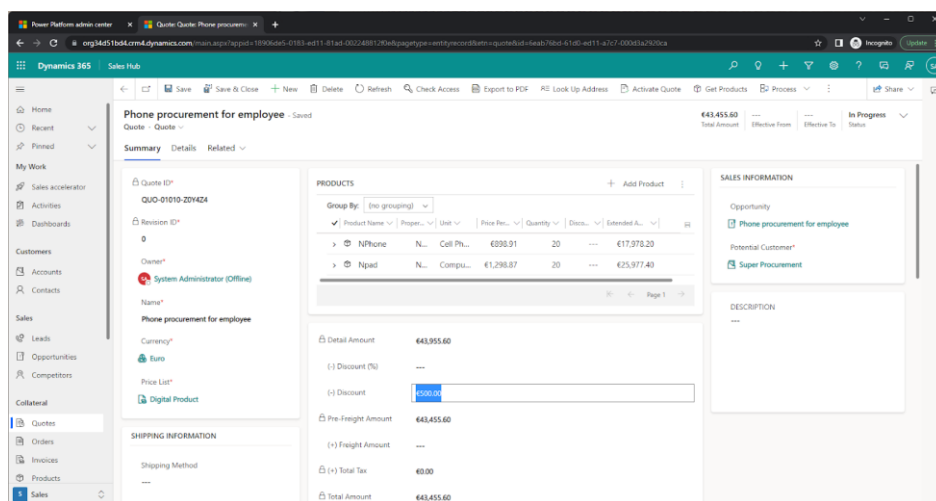 Power Platform admin center
Quote: Quote: Phone procureme
org34d51bd4.crm4.dynamics.com/main.aspx?appid=18906de5-0183-ed11-81ad-002248812f0e&pagetype=entityrecord&etn=quote&id=6eab76bd-61d0-ed11-a7c7-000d3a2920ca
Incognito
Update
Dynamics 365 Sales Hub
Save Save & Close New Delete Refresh Check Access Export to PDF Look Up Address Activate Quote Get Products Process Share
Home
Recent
Pinned
My Work
Sales accelerator
Activities
Dashboards
Customers
Accounts
Contacts
Sales
Leads
Opportunities
Competitors
Collateral
Quotes
Orders
Invoices
Products
S Sales
Phone procurement for employee - Saved
Quote · Quote
€43,455.60 --- --- In Progress
Total Amount Effective From Effective To Status
Summary Details Related
Quote ID*
QUO-01010-Z0Y4Z4
Revision ID*
0
Owner*
System Administrator (Offline)
Name*
Phone procurement for employee
Currency*
Euro
Price List*
Digital Product
SHIPPING INFORMATION
Shipping Method
---
PRODUCTS
+ Add Product
Group By: (no grouping)
Product Name Proper... Unit Price Per... Quantity Disco... Extended A...
NPhone N... Cell Ph... €898.91 20 --- €17,978.20
Npad N... Compu... €1,298.87 20 --- €25,977.40
Page 1
Detail Amount €43,955.60
(-) Discount (%) ---
(-) Discount €500.00
Pre-Freight Amount €43,455.60
(+) Freight Amount ---
(+) Total Tax €0.00
Total Amount €43,455.60
SALES INFORMATION
Opportunity
Phone procurement for employee
Potential Customer*
Super Procurement
DESCRIPTION
---